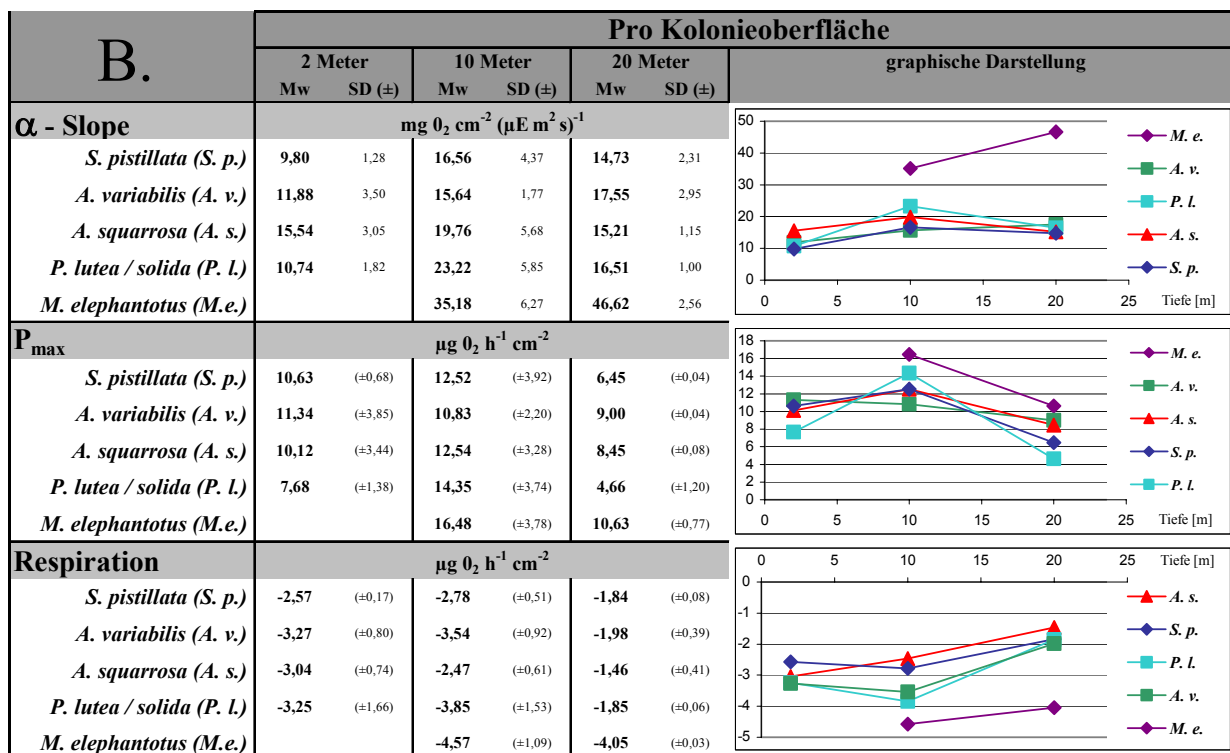 B.
Pro Kolonieoberfläche
2 Meter 10 Meter 20 Meter graphische Darstellung
Mw SD (±) Mw SD (±) Mw SD (±)
α - Slope mg 0₂ cm⁻² (µE m² s)⁻¹
S. pistillata (S. p.) 9,80 1,28 16,56 4,37 14,73 2,31
A. variabilis (A. v.) 11,88 3,50 15,64 1,77 17,55 2,95
A. squarrosa (A. s.) 15,54 3,05 19,76 5,68 15,21 1,15
P. lutea / solida (P. l.) 10,74 1,82 23,22 5,85 16,51 1,00
M. elephantotus (M.e.) 35,18 6,27 46,62 2,56
50
40
30
20
10
0
0 5 10 15 20 25
Tiefe [m]
M. e.
A. v.
P. l.
A. s.
S. p.
Pmax µg 0₂ h⁻¹ cm⁻²
S. pistillata (S. p.) 10,63 (±0,68) 12,52 (±3,92) 6,45 (±0,04)
A. variabilis (A. v.) 11,34 (±3,85) 10,83 (±2,20) 9,00 (±0,04)
A. squarrosa (A. s.) 10,12 (±3,44) 12,54 (±3,28) 8,45 (±0,08)
P. lutea / solida (P. l.) 7,68 (±1,38) 14,35 (±3,74) 4,66 (±1,20)
M. elephantotus (M.e.) 16,48 (±3,78) 10,63 (±0,77)
18
16
14
12
10
8
6
4
2
0
0 5 10 15 20 25
Tiefe [m]
M. e.
A. v.
A. s.
S. p.
P. l.
Respiration µg 0₂ h⁻¹ cm⁻²
S. pistillata (S. p.) -2,57 (±0,17) -2,78 (±0,51) -1,84 (±0,08)
A. variabilis (A. v.) -3,27 (±0,80) -3,54 (±0,92) -1,98 (±0,39)
A. squarrosa (A. s.) -3,04 (±0,74) -2,47 (±0,61) -1,46 (±0,41)
P. lutea / solida (P. l.) -3,25 (±1,66) -3,85 (±1,53) -1,85 (±0,06)
M. elephantotus (M.e.) -4,57 (±1,09) -4,05 (±0,03)
0 5 10 15 20 25
Tiefe [m]
0
-1
-2
-3
-4
-5
A. s.
S. p.
P. l.
A. v.
M. e.